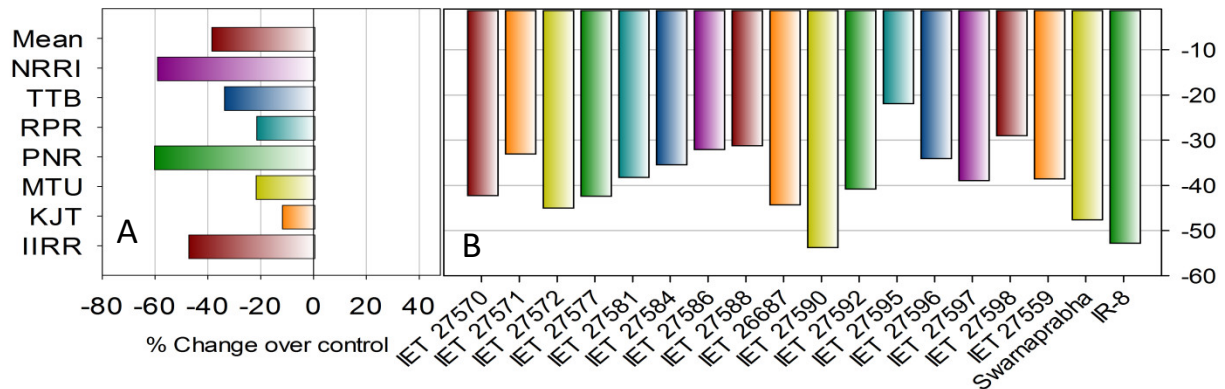 Mean
NRRI
TTB
RPR
PNR
MTU
KJT
IIRR
A
-80 -60 -40 -20 0 20 40
% Change over control
B
-10
-20
-30
-40
-50
-60
IET 27570
IET 27571
IET 27572
IET 27577
IET 27581
IET 27584
IET 27586
IET 27588
IET 26687
IET 27590
IET 27592
IET 27595
IET 27596
IET 27597
IET 27598
IET 27559
Swarnaprabha
IR-8